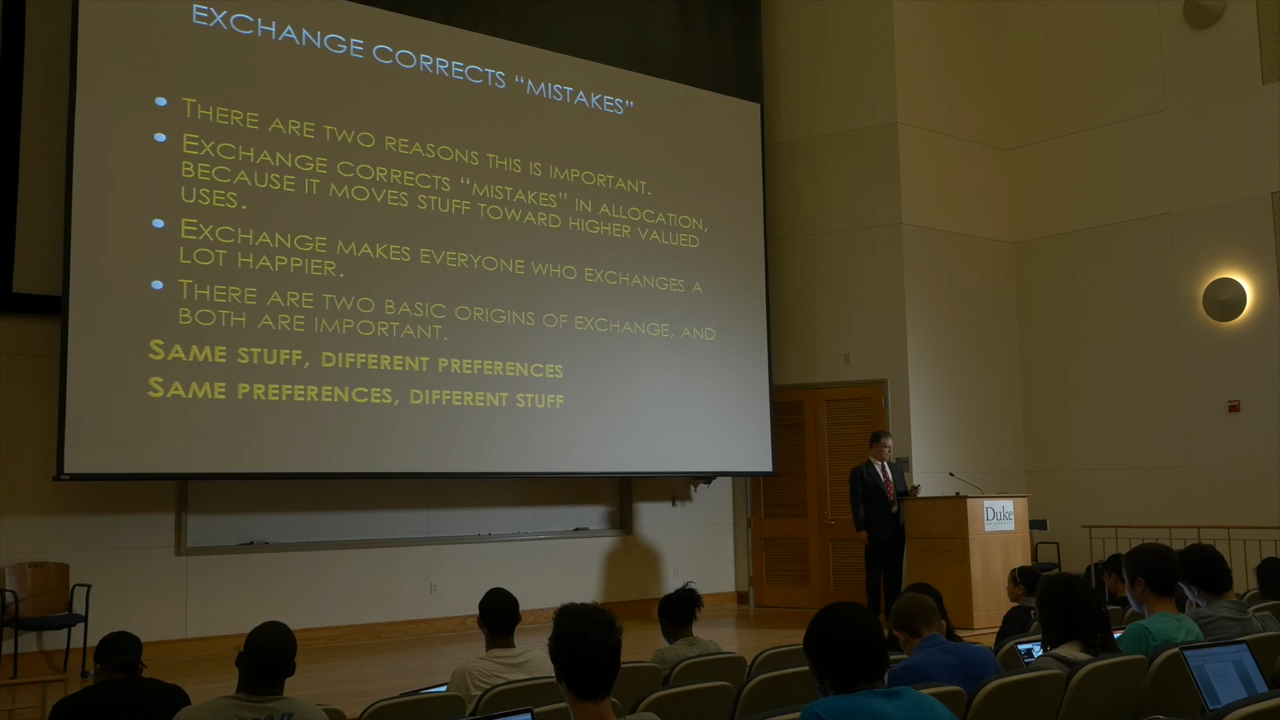 EXCHANGE CORRECTS “MISTAKES”
THERE ARE TWO REASONS THIS IS IMPORTANT.
EXCHANGE CORRECTS “MISTAKES” IN ALLOCATION,
BECAUSE IT MOVES STUFF TOWARD HIGHER VALUED
USES.
EXCHANGE MAKES EVERYONE WHO EXCHANGES A
LOT HAPPIER.
THERE ARE TWO BASIC ORIGINS OF EXCHANGE, AND
BOTH ARE IMPORTANT.
SAME STUFF, DIFFERENT PREFERENCES
SAME PREFERENCES, DIFFERENT STUFF
Duke
UNIVERSITY